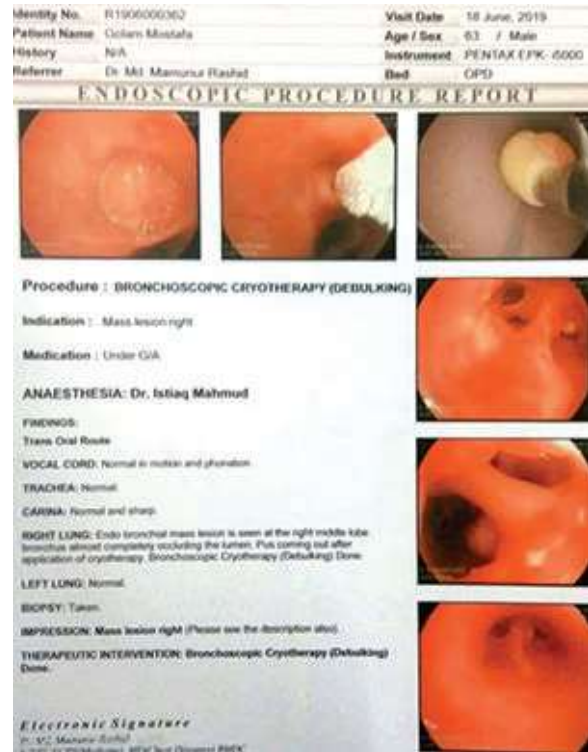 Identity No. R1906000362 Visit Date 18 June, 2019
Patient Name Golam Mostafa Age / Sex 63 / Male
History N/A Instrument PENTAX EPK- i5000
Referrer Dr. Md. Mamunur Rashid Bed OPD
ENDOSCOPIC PROCEDURE REPORT
Procedure : BRONCHOSCOPIC CRYOTHERAPY (DEBULKING)
Indication : Mass lesion right
Medication : Under G/A
ANAESTHESIA: Dr. Istiaq Mahmud
FINDINGS:
Trans Oral Route
VOCAL CORD: Normal in motion and phonation.
TRACHEA: Normal.
CARINA: Normal and sharp.
RIGHT LUNG: Endo bronchial mass lesion is seen at the right middle lobe
bronchus almost completely occluding the lumen. Pus coming out after
application of cryotherapy. Bronchoscopic Cryotherapy (Debulking) Done.
LEFT LUNG: Normal.
BIOPSY: Taken.
IMPRESSION: Mass lesion right (Please see the description also).
THERAPEUTIC INTERVENTION: Bronchoscopic Cryotherapy (Debulking)
Done.
Electronic Signature
Rashid